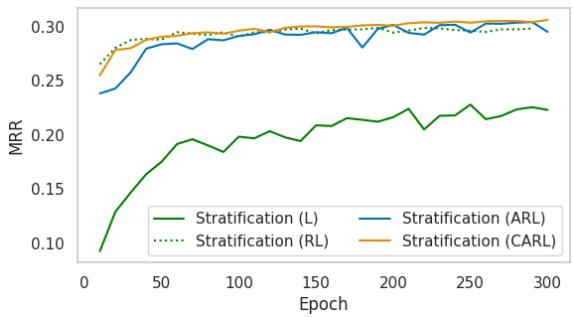 0.30
0.25
0.20
0.15
0.10
MRR
Stratification (L)
Stratification (RL)
Stratification (ARL)
Stratification (CARL)
0 50 100 150 200 250 300
Epoch